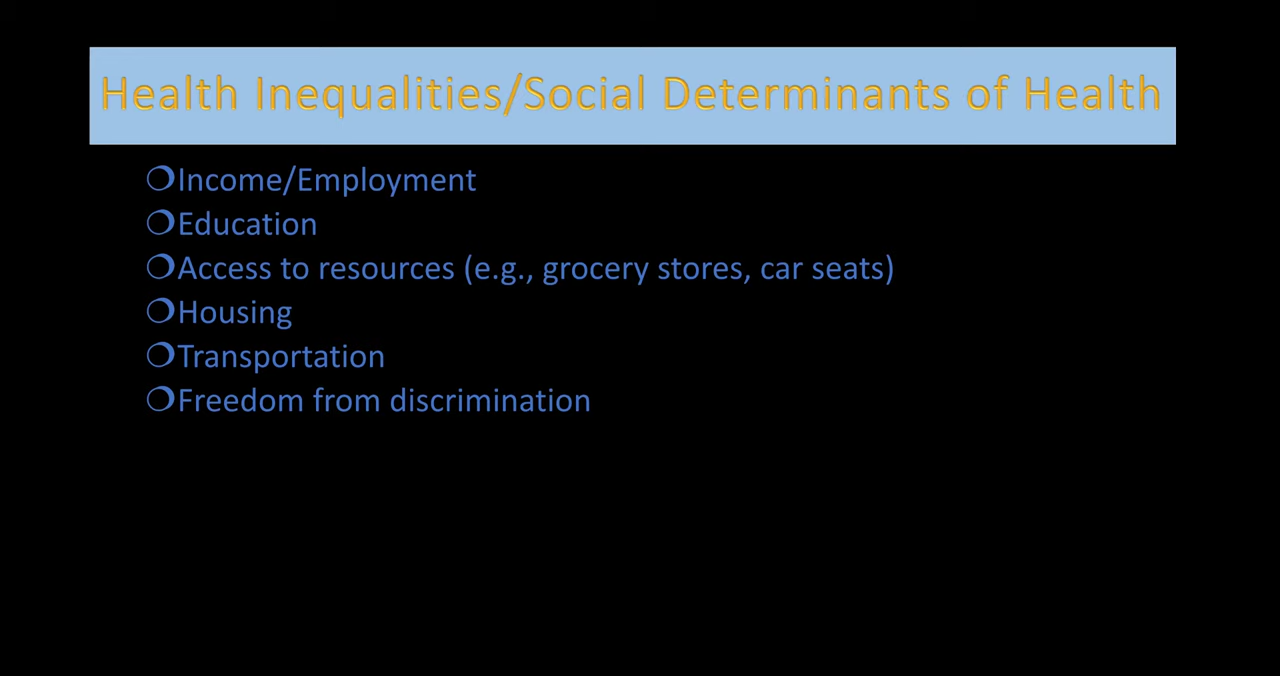 Health Inequalities/Social Determinants of Health
❍Income/Employment
❍Education
❍Access to resources (e.g., grocery stores, car seats)
❍Housing
❍Transportation
❍Freedom from discrimination